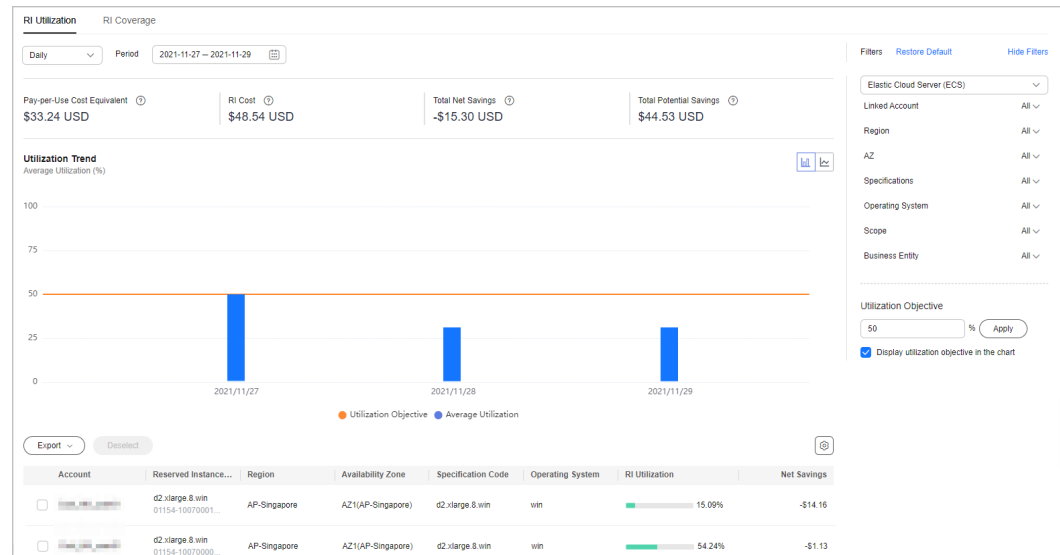 RI Utilization RI Coverage
Daily Period 2021-11-27 – 2021-11-29
Filters Restore Default Hide Filters
Elastic Cloud Server (ECS)
Linked Account All
Region All
AZ All
Specifications All
Operating System All
Scope All
Business Entity All
Utilization Objective
50 % Apply
Display utilization objective in the chart
Pay-per-Use Cost Equivalent RI Cost Total Net Savings Total Potential Savings
$33.24 USD $48.54 USD -$15.30 USD $44.53 USD
Utilization Trend
Average Utilization (%)
100
75
50
25
0
2021/11/27 2021/11/28 2021/11/29
Utilization Objective Average Utilization
Export Deselect
Account Reserved Instance... Region Availability Zone Specification Code Operating System RI Utilization Net Savings
d2.xlarge.8.win
01154-10070001... AP-Singapore AZ1(AP-Singapore) d2.xlarge.8.win win 15.09% -$14.16
d2.xlarge.8.win
01154-10070000... AP-Singapore AZ1(AP-Singapore) d2.xlarge.8.win win 54.24% -$1.13